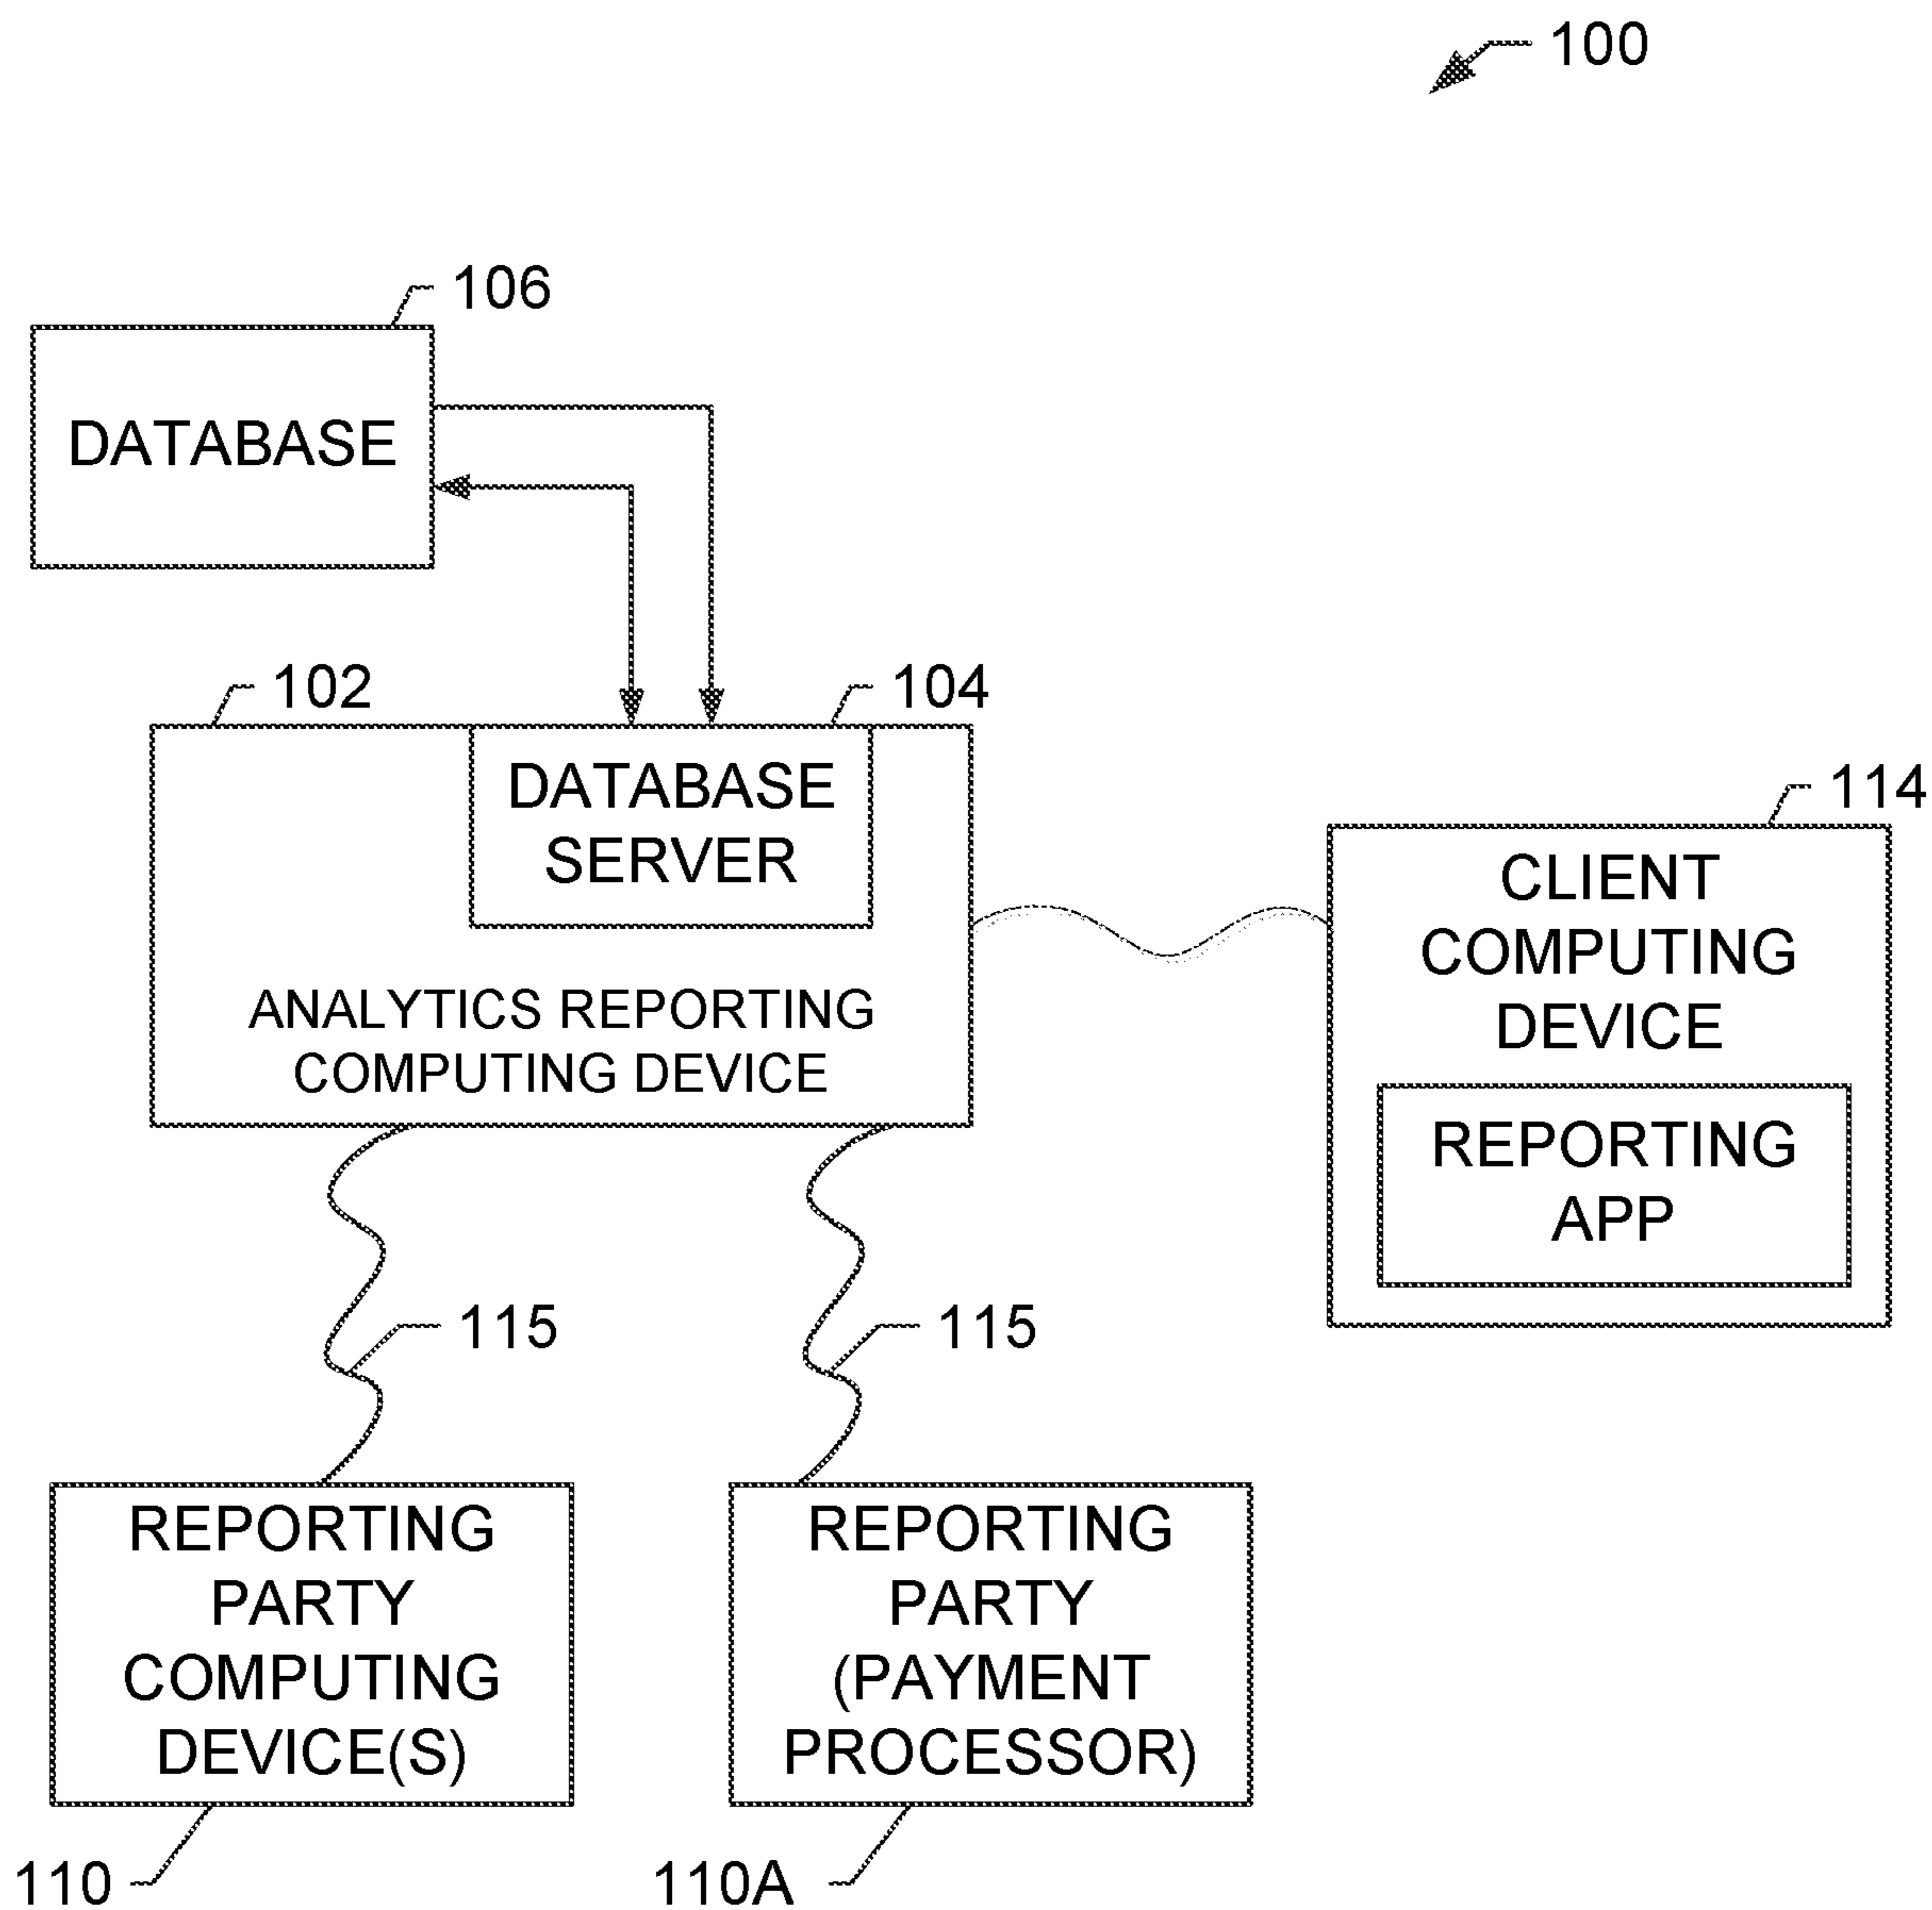 100
106
DATABASE
102
104
DATABASE
SERVER
ANALYTICS REPORTING
COMPUTING DEVICE
114
CLIENT
COMPUTING
DEVICE
REPORTING
APP
115
115
REPORTING
PARTY
COMPUTING
DEVICE(S)
REPORTING
PARTY
(PAYMENT
PROCESSOR)
110
110A